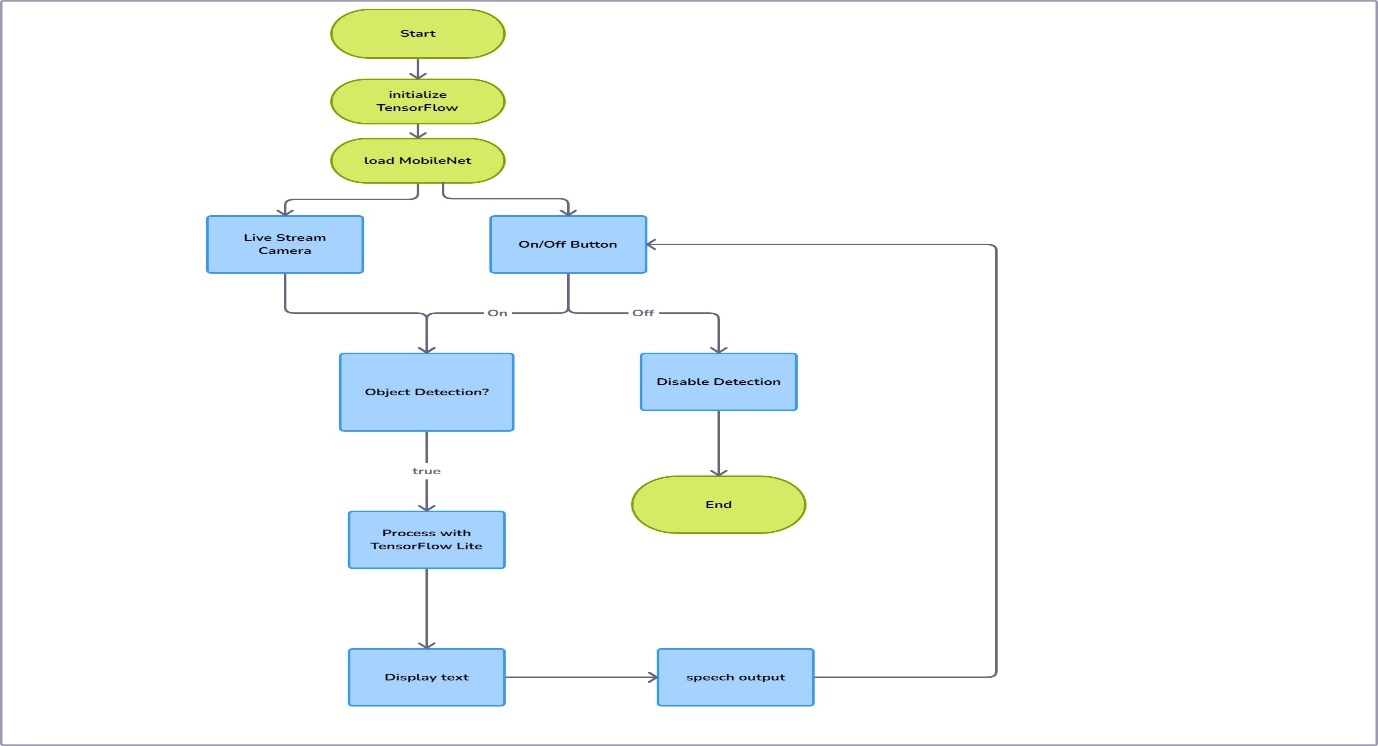 Start
initialize
TensorFlow
load MobileNet
Live Stream
Camera
On/Off Button
On
Off
Object Detection?
Disable Detection
true
End
Process with
TensorFlow Lite
Display text
speech output